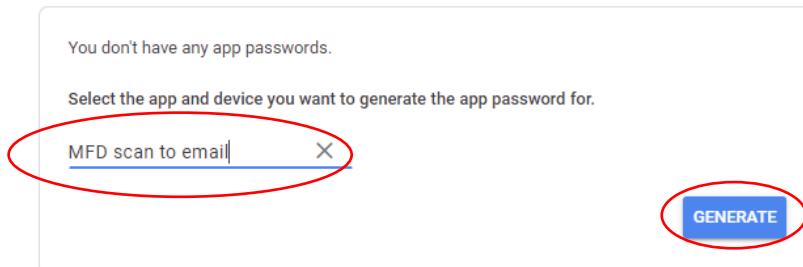 You don't have any app passwords.
Select the app and device you want to generate the app password for.
MFD scan to email
GENERATE